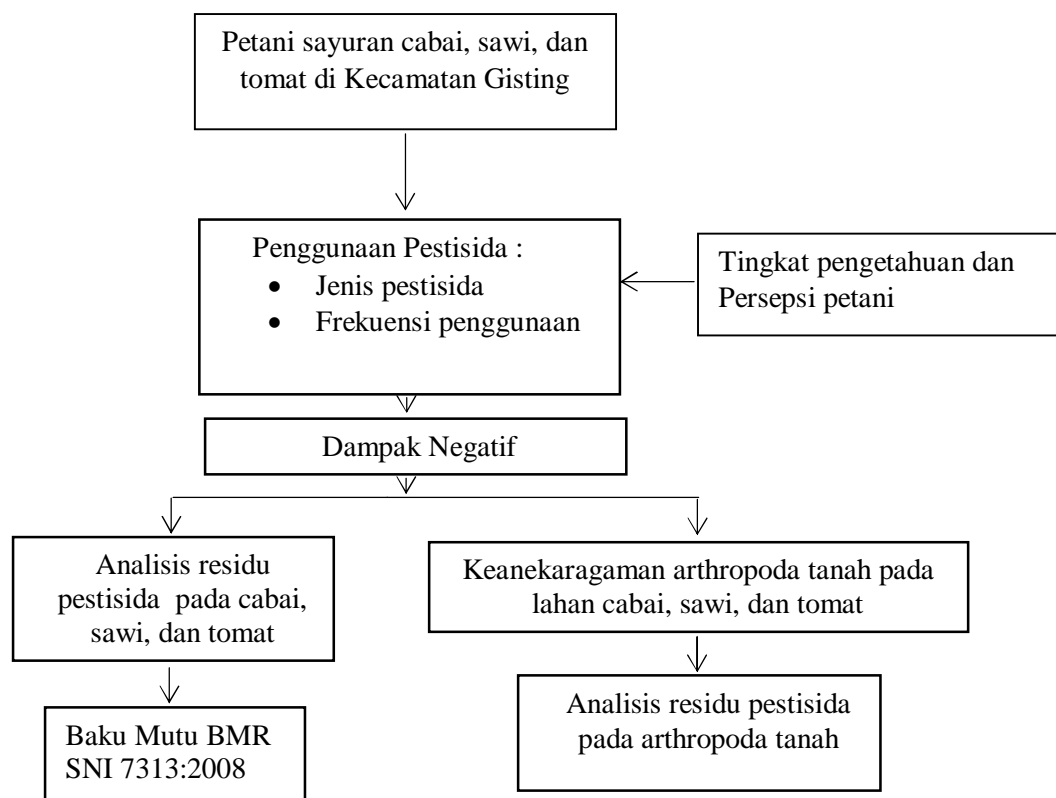 Petani sayuran cabai, sawi, dan
tomat di Kecamatan Gisting
Penggunaan Pestisida :
• Jenis pestisida
• Frekuensi penggunaan
Tingkat pengetahuan dan
Persepsi petani
Dampak Negatif
Analisis residu
pestisida pada cabai,
sawi, dan tomat
Keanekaragaman arthropoda tanah pada
lahan cabai, sawi, dan tomat
Baku Mutu BMR
SNI 7313:2008
Analisis residu pestisida
pada arthropoda tanah